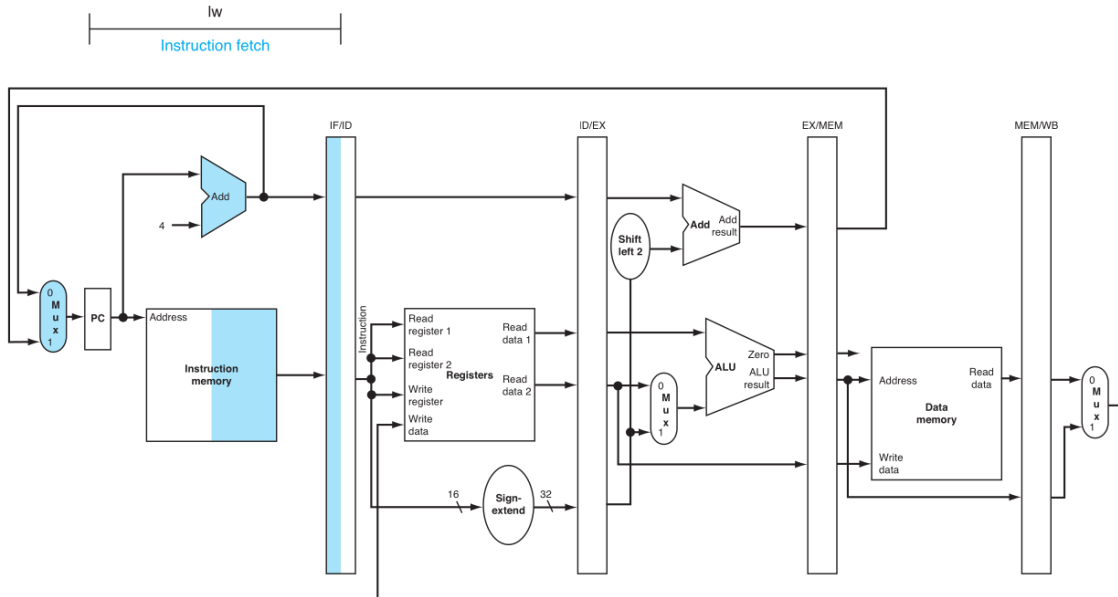 lw
Instruction fetch
IF/ID
ID/EX
EX/MEM
MEM/WB
Add
4
Shift
left 2
Add
Add
result
0
M
u
x
1
PC
Address
Instruction
memory
Instruction
Read
register 1
Read
register 2
Write
register
Write
data
Registers
Read
data 1
Read
data 2
16
Sign-
extend
32
0
M
u
x
1
ALU
Zero
ALU
result
Address
Write
data
Data
memory
Read
data
0
M
u
x
1